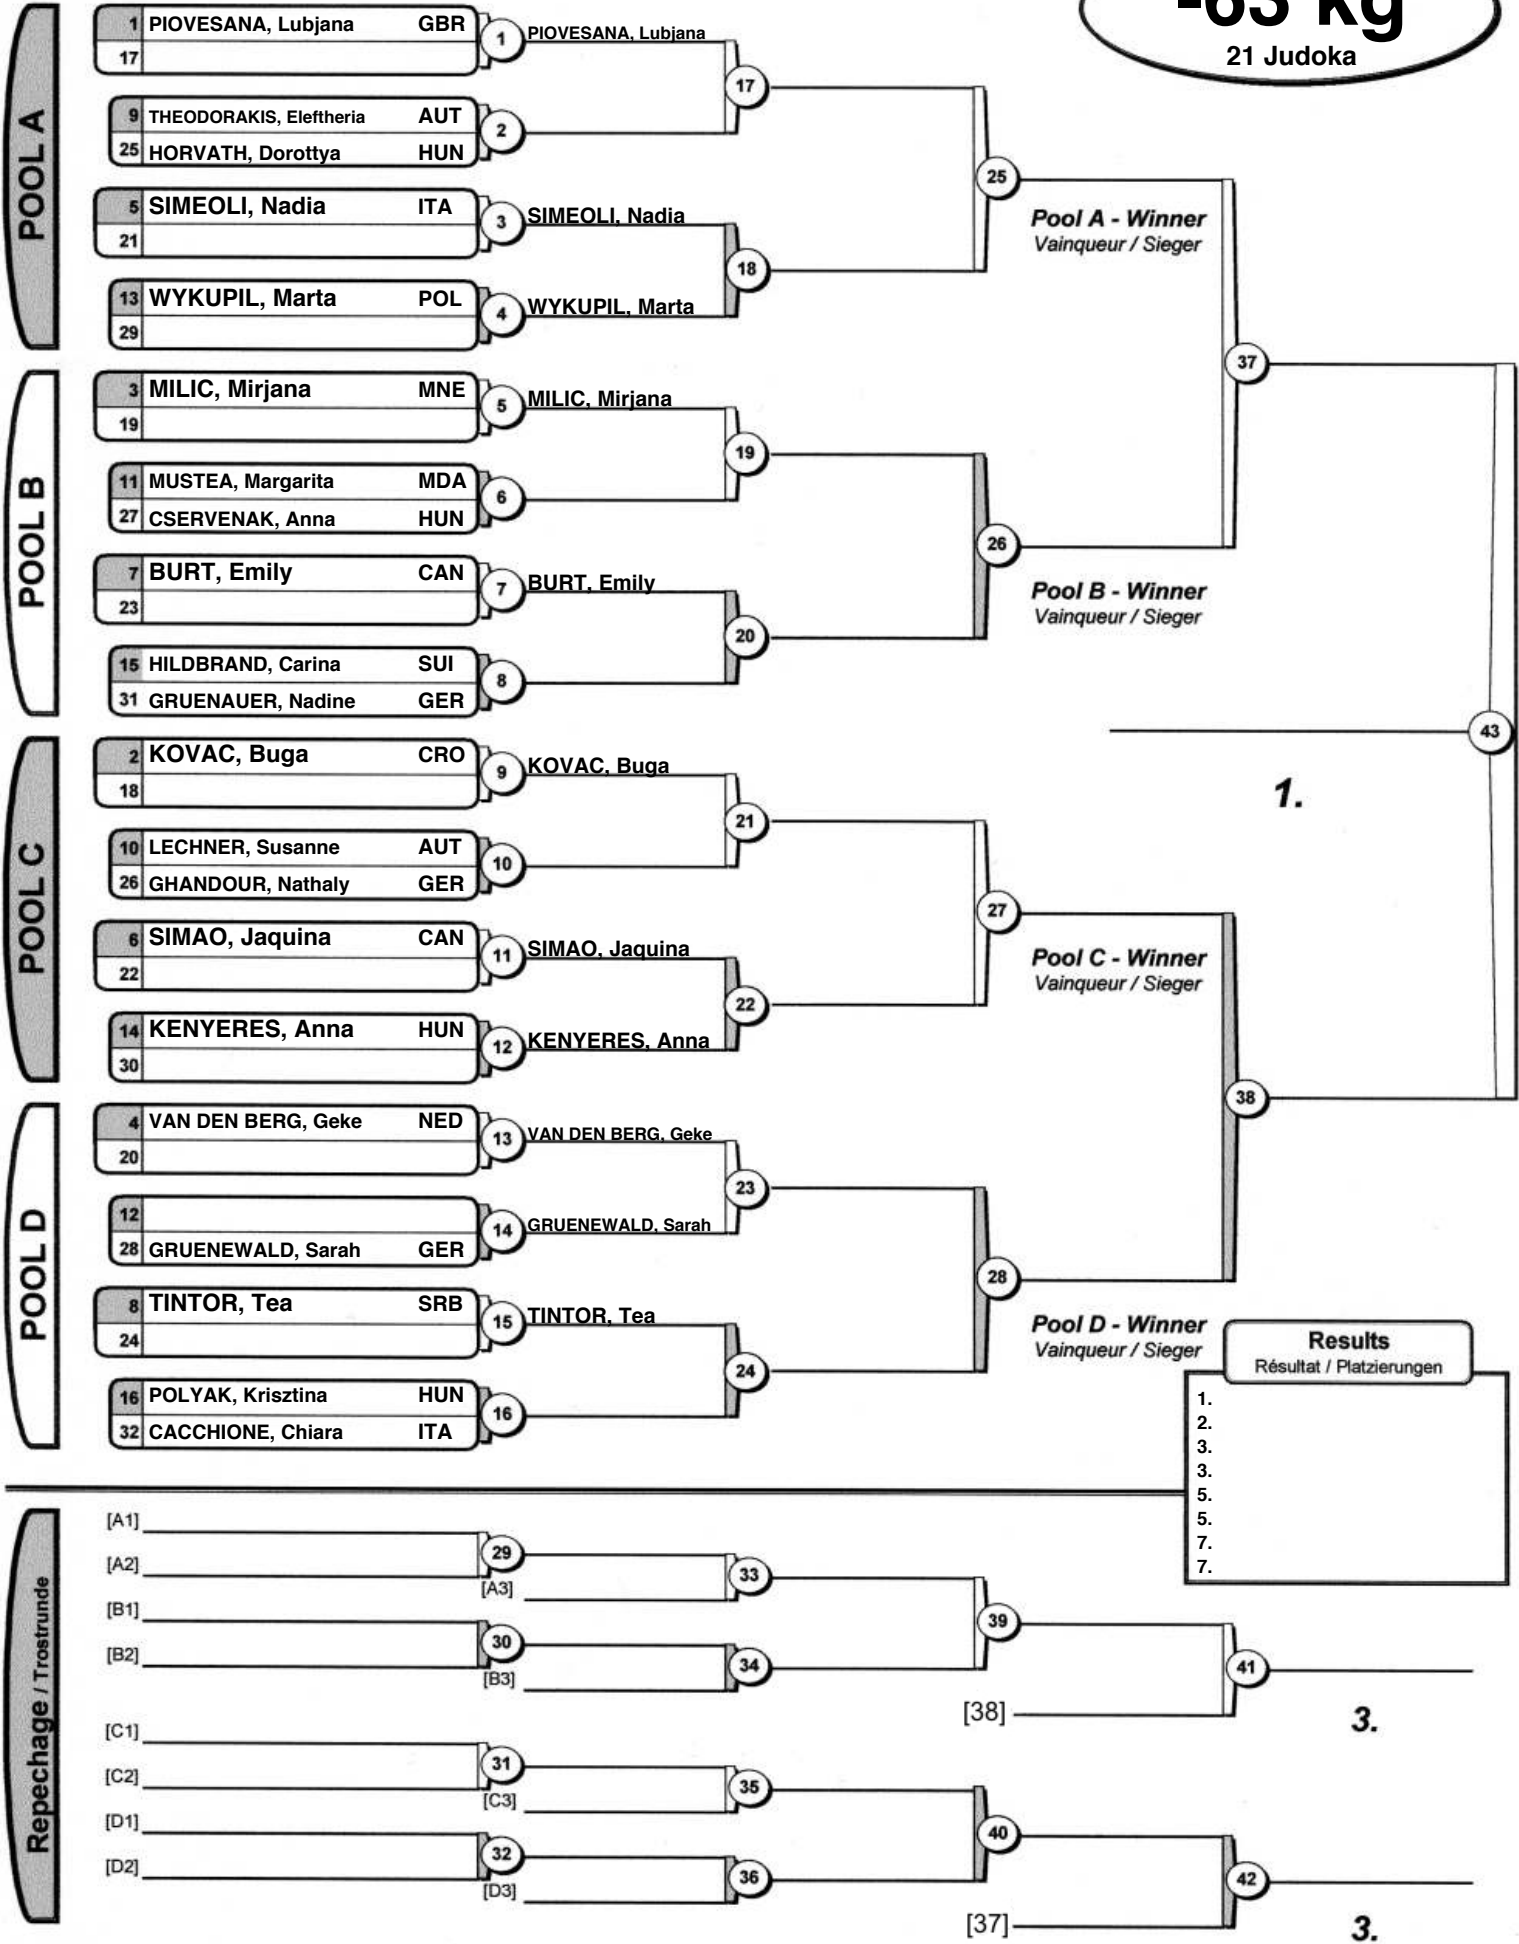 -63 kg
21 Judoka
POOL A
1 PIOVESANA, Lubjana GBR
17
1 PIOVESANA, Lubjana
17
9 THEODORAKIS, Eleftheria AUT
25 HORVATH, Dorottya HUN
2
25
5 SIMEOLI, Nadia ITA
21
3 SIMEOLI, Nadia
18
Pool A - Winner
Vainqueur / Sieger
13 WYKUPIL, Marta POL
29
4 WYKUPIL, Marta
37
POOL B
3 MILIC, Mirjana MNE
19
5 MILIC, Mirjana
19
11 MUSTEA, Margarita MDA
27 CSERVENAK, Anna HUN
6
26
7 BURT, Emily CAN
23
7 BURT, Emily
20
Pool B - Winner
Vainqueur / Sieger
15 HILDBRAND, Carina SUI
31 GRUENAUER, Nadine GER
8
43
1.
POOL C
2 KOVAC, Buga CRO
18
9 KOVAC, Buga
21
10 LECHNER, Susanne AUT
26 GHANDOUR, Nathaly GER
10
27
6 SIMAO, Jaquina CAN
22
11 SIMAO, Jaquina
22
Pool C - Winner
Vainqueur / Sieger
14 KENYERES, Anna HUN
30
12 KENYERES, Anna
38
POOL D
4 VAN DEN BERG, Geke NED
20
13 VAN DEN BERG, Geke
23
12
28 GRUENEWALD, Sarah GER
14 GRUENEWALD, Sarah
28
8 TINTOR, Tea SRB
24
15 TINTOR, Tea
24
Pool D - Winner
Vainqueur / Sieger
16 POLYAK, Krisztina HUN
32 CACCHIONE, Chiara ITA
16
Results
Résultat / Platzierungen
1.
2.
3.
3.
5.
5.
7.
7.
Repechage / Trostrunde
[A1]
[A2]
29
[A3]
33
[B1]
[B2]
30
[B3]
34
39
[38]
41
3.
[C1]
[C2]
31
[C3]
35
[D1]
[D2]
32
[D3]
36
40
[37]
42
3.